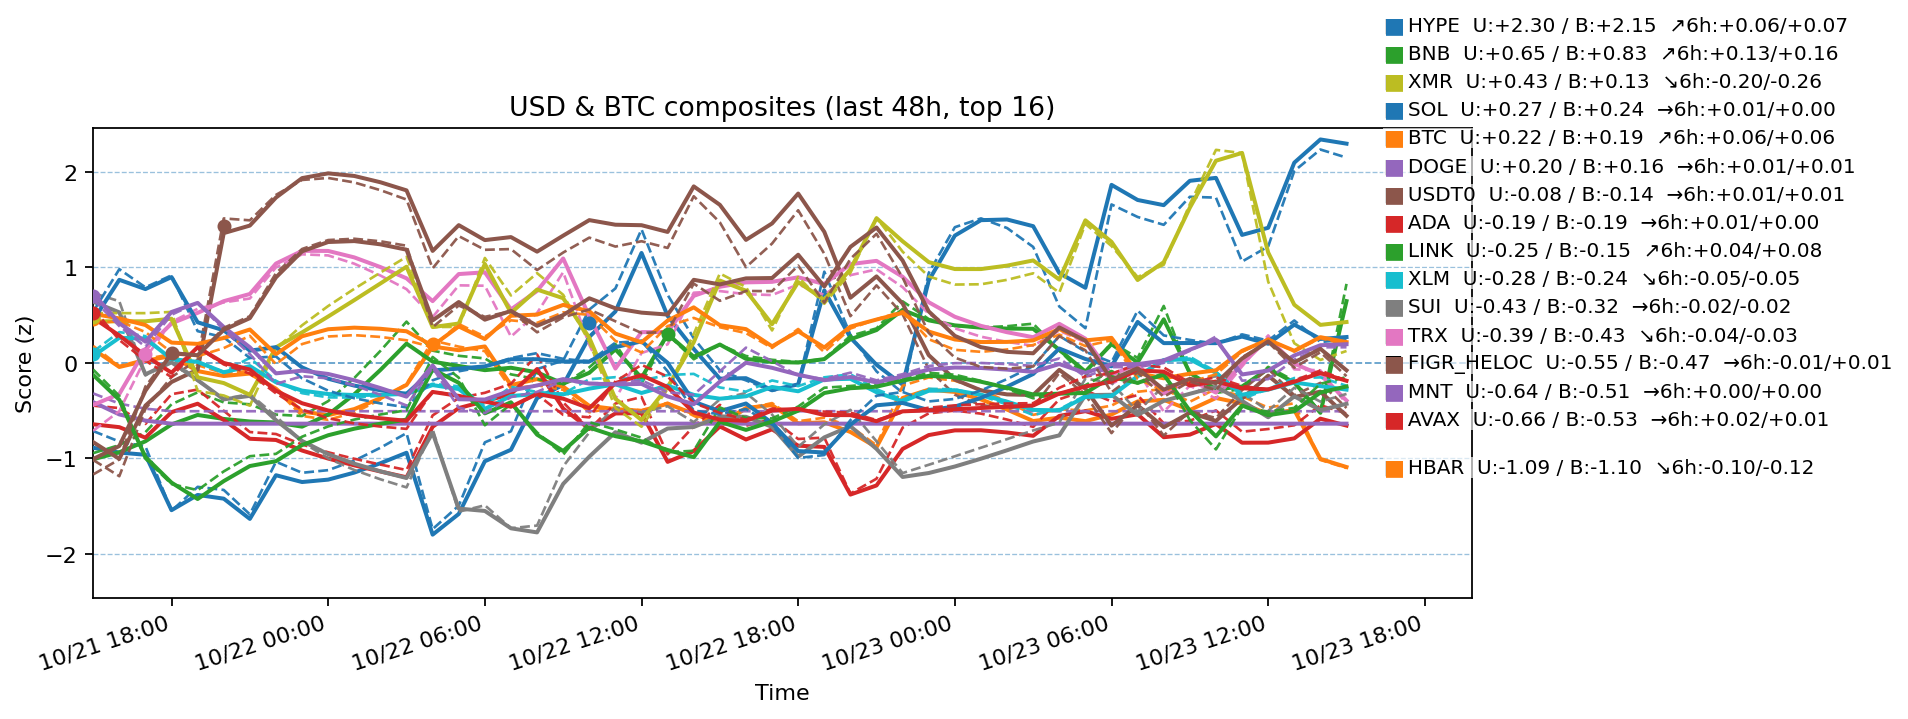 HYPE  U:+2.30 / B:+2.15  ↗6h:+0.06/+0.07
BNB  U:+0.65 / B:+0.83  ↗6h:+0.13/+0.16
XMR  U:+0.43 / B:+0.13  ↘6h:-0.20/-0.26
SOL  U:+0.27 / B:+0.24  →6h:+0.01/+0.00
BTC  U:+0.22 / B:+0.19  ↗6h:+0.06/+0.06
DOGE  U:+0.20 / B:+0.16  →6h:+0.01/+0.01
USDT0  U:-0.08 / B:-0.14  →6h:+0.01/+0.01
ADA  U:-0.19 / B:-0.19  →6h:+0.01/+0.00
LINK  U:-0.25 / B:-0.15  ↗6h:+0.04/+0.08
XLM  U:-0.28 / B:-0.24  ↘6h:-0.05/-0.05
SUI  U:-0.43 / B:-0.32  →6h:-0.02/-0.02
TRX  U:-0.39 / B:-0.43  ↘6h:-0.04/-0.03
FIGR_HELOC  U:-0.55 / B:-0.47  →6h:-0.01/+0.01
MNT  U:-0.64 / B:-0.51  →6h:+0.00/+0.00
AVAX  U:-0.66 / B:-0.53  →6h:+0.02/+0.01
HBAR  U:-1.09 / B:-1.10  ↘6h:-0.10/-0.12
USD & BTC composites (last 48h, top 16)
Score (z)
2
1
0
−1
−2
10/21 18:00
10/22 00:00
10/22 06:00
10/22 12:00
10/22 18:00
10/23 00:00
10/23 06:00
10/23 12:00
10/23 18:00
Time